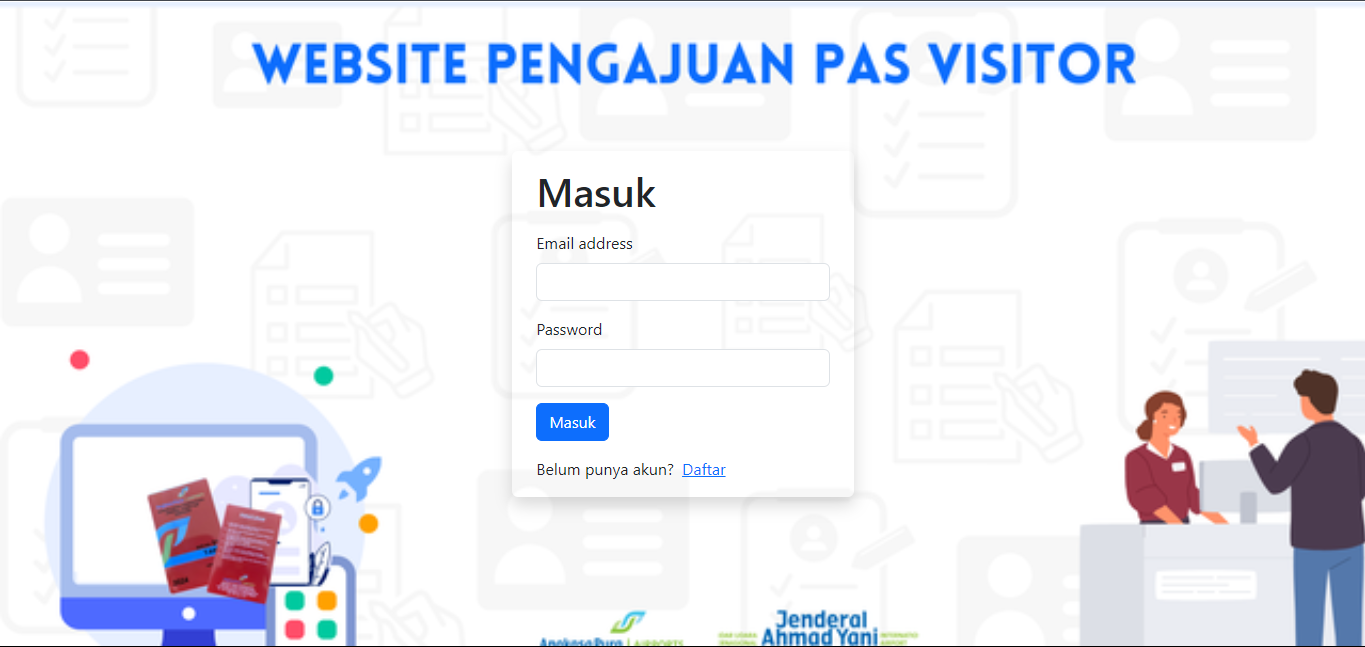 WEBSITE PENGAJUAN PAS VISITOR
Masuk
Email address
Password
Masuk
Belum punya akun? Daftar
Angkasa Pura | AIRPORTS
Jenderal
Ahmad Yani